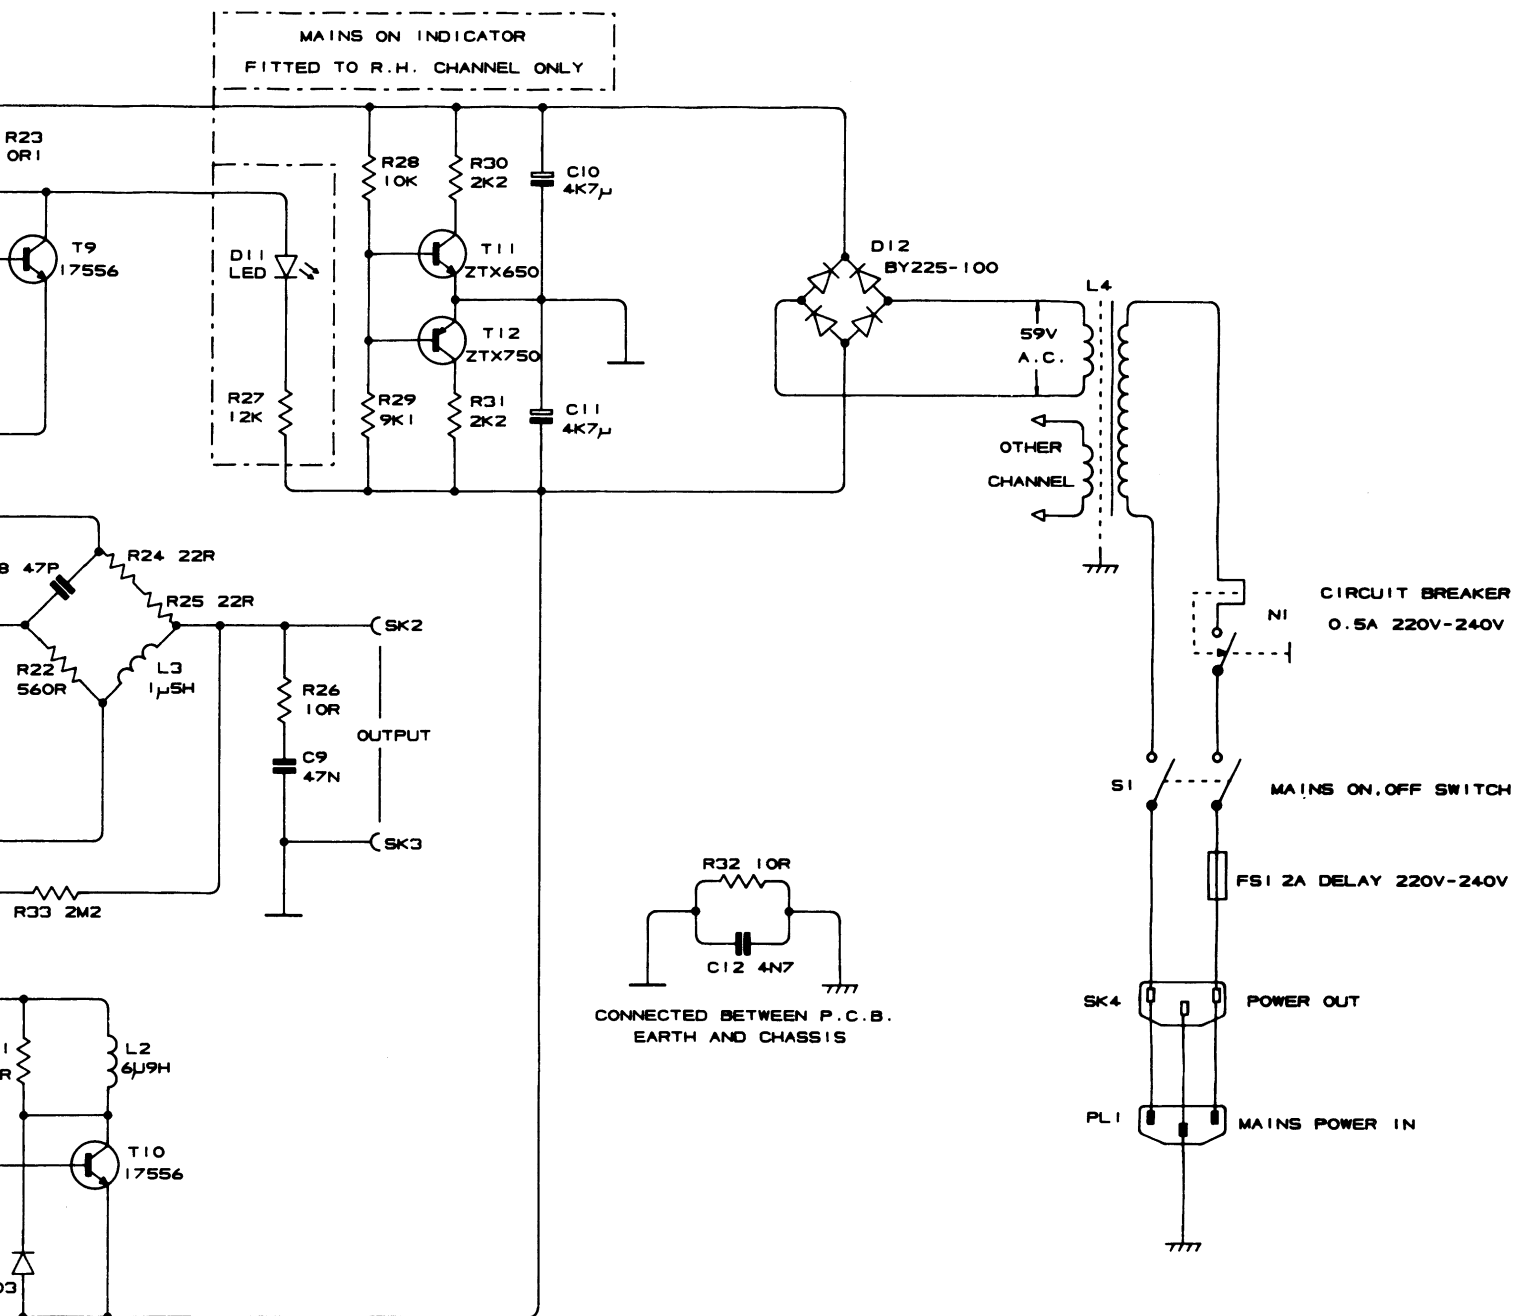 MAINS ON INDICATOR
FITTED TO R.H. CHANNEL ONLY
R23
OR1
R28
10K
R30
2K2
C10
4K7µ
T9
17556
D11
LED
T11
ZTX650
D12
BY225-100
L4
T12
ZTX750
59V
A.C.
R27
12K
R29
9K1
R31
2K2
C11
4K7µ
OTHER
CHANNEL
8 47P
R24 22R
R25 22R
CIRCUIT BREAKER
0.5A 220V-240V
N1
SK2
R22
560R
L3
1µ5H
R26
10R
OUTPUT
C9
47N
S1
MAINS ON.OFF SWITCH
SK3
R32 10R
FS1 2A DELAY 220V-240V
R33 2M2
C12 4N7
SK4
POWER OUT
CONNECTED BETWEEN P.C.B.
EARTH AND CHASSIS
1
R
L2
6µ9H
PL1
MAINS POWER IN
T10
17556
D3